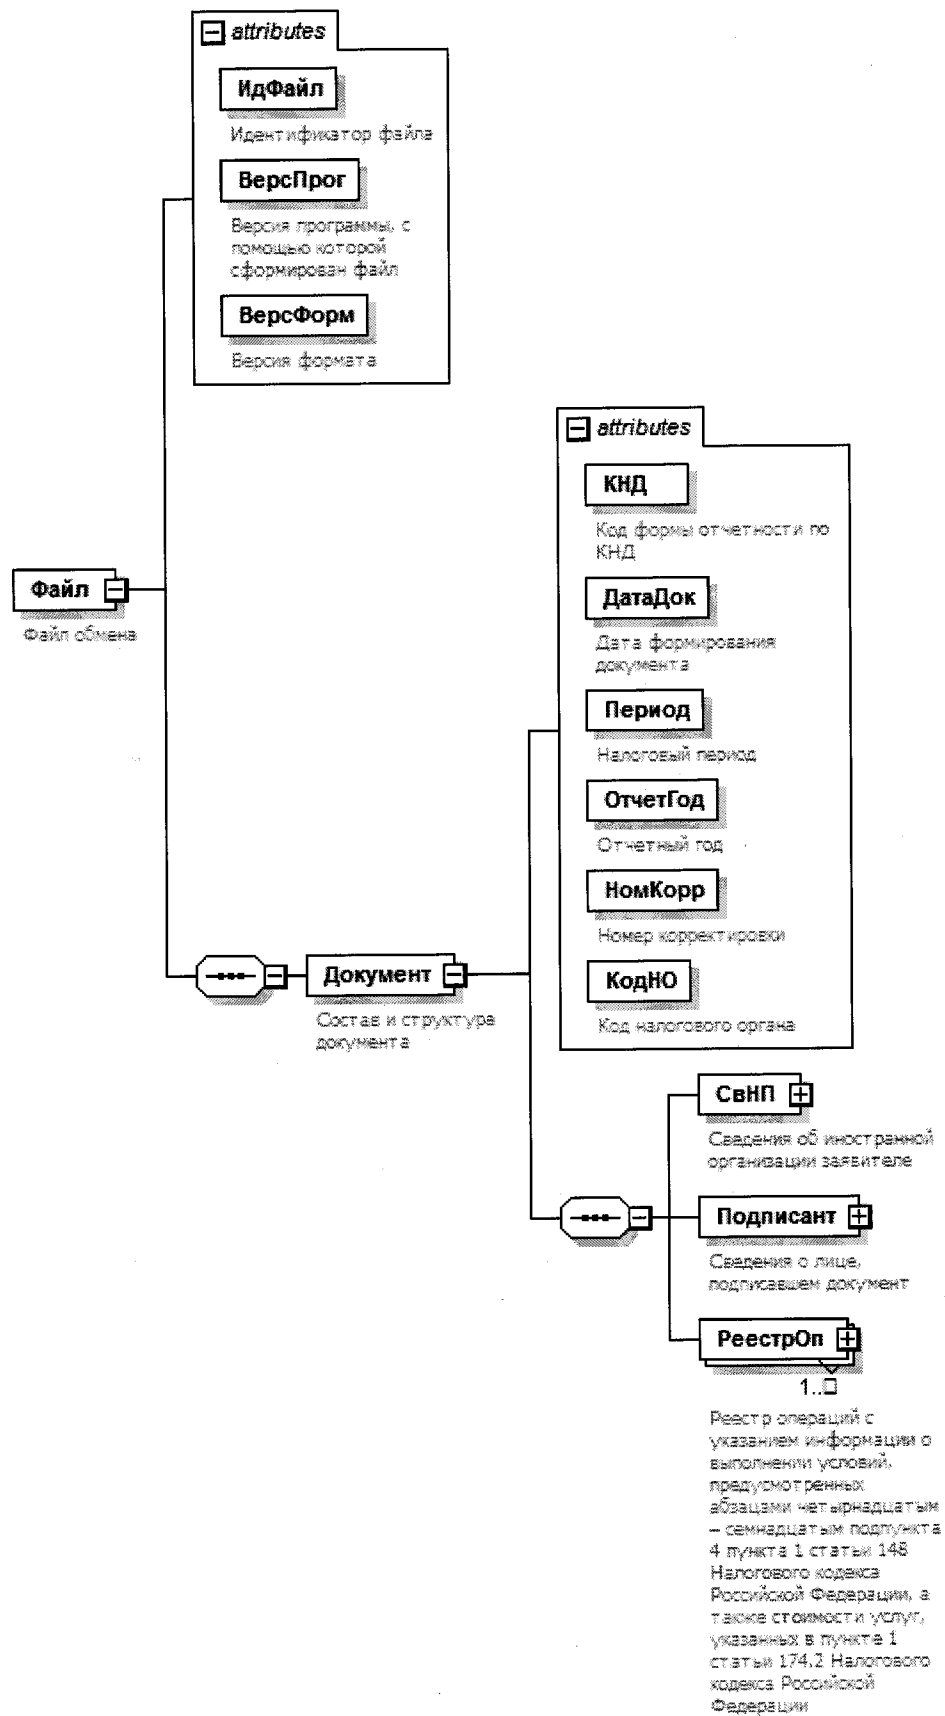 attributes
ИдФайл
Идентификатор файла
ВерсПрог
Версия программы, с
помощью которой
сформирован файл
ВерсФорм
Версия формата
Файл
Файл обмена
Документ
Состав и структура
документа
attributes
КНД
Код формы отчетности по
КНД
ДатаДок
Дата формирования
документа
Период
Налоговый период
ОтчетГод
Отчетный год
НомКорр
Номер корректировки
КодНО
Код налогового органа
СвНП
Сведения об иностранной
организации заявителе
Подписант
Сведения о лице,
подписавшем документ
РеестрОп
1..□
Реестр операций с
указанием информации о
выполнении условий,
предусмотренных
абзацами четырнадцатым
– семнадцатым подпункта
4 пункта 1 статьи 148
Налогового кодекса
Российской Федерации, а
также стоимости услуг,
указанных в пункте 1
статьи 174.2 Налогового
кодекса Российской
Федерации